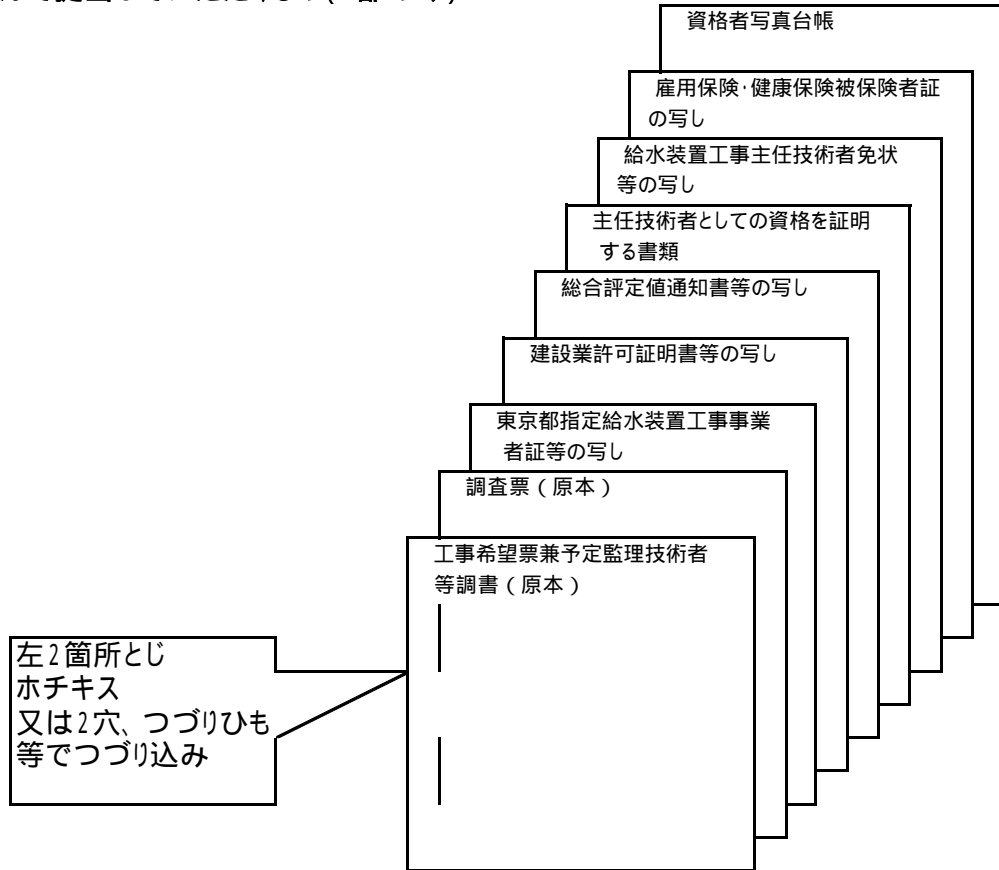 資格者写真台帳
雇用保険・健康保険被保険者証
の写し
給水装置工事主任技術者免状
等の写し
主任技術者としての資格を証明
する書類
総合評定値通知書等の写し
建設業許可証明書等の写し
東京都指定給水装置工事事業
者証等の写し
調査票(原本)
工事希望票兼予定監理技術者
等調書(原本)
左2箇所とじ
ホチキス
又は2穴、つづりひも
等でつづり込み